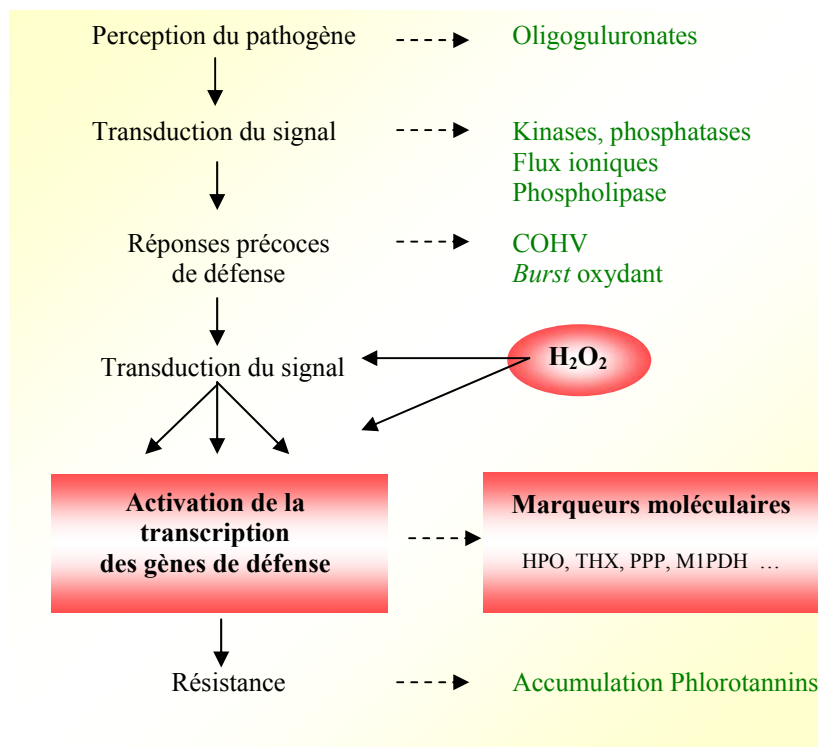 Perception du pathogène
Oligoguluronates
Transduction du signal
Kinases, phosphatases
Flux ioniques
Phospholipase
Réponses précoces
de défense
COHV
Burst oxydant
Transduction du signal
H₂O₂
Activation de la
transcription
des gènes de défense
Marqueurs moléculaires
HPO, THX, PPP, M1PDH …
Résistance
Accumulation Phlorotannins